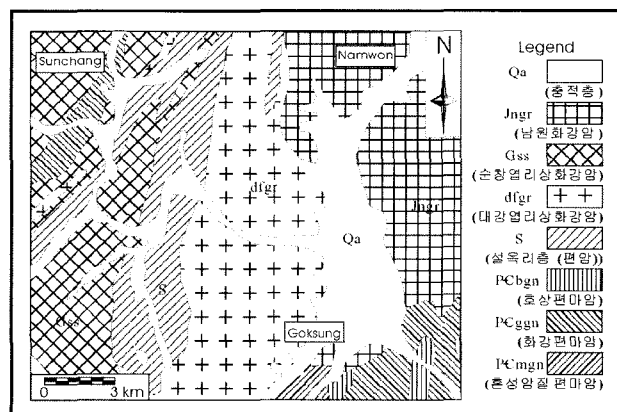 Sunchang
Namwon
N
dfgr
Jngr
Qa
S
Gss
Goksung
0 3 km
Legend
Qa
(충적층)
Jngr
(남원화강암)
Gss
(순창엽리상화강암)
dfgr
(대강엽리상화강암)
S
(설옥리층 (편암))
PCbgn
(호상편마암)
PCggn
(화강편마암)
PCmgn
(혼성암질편마암)